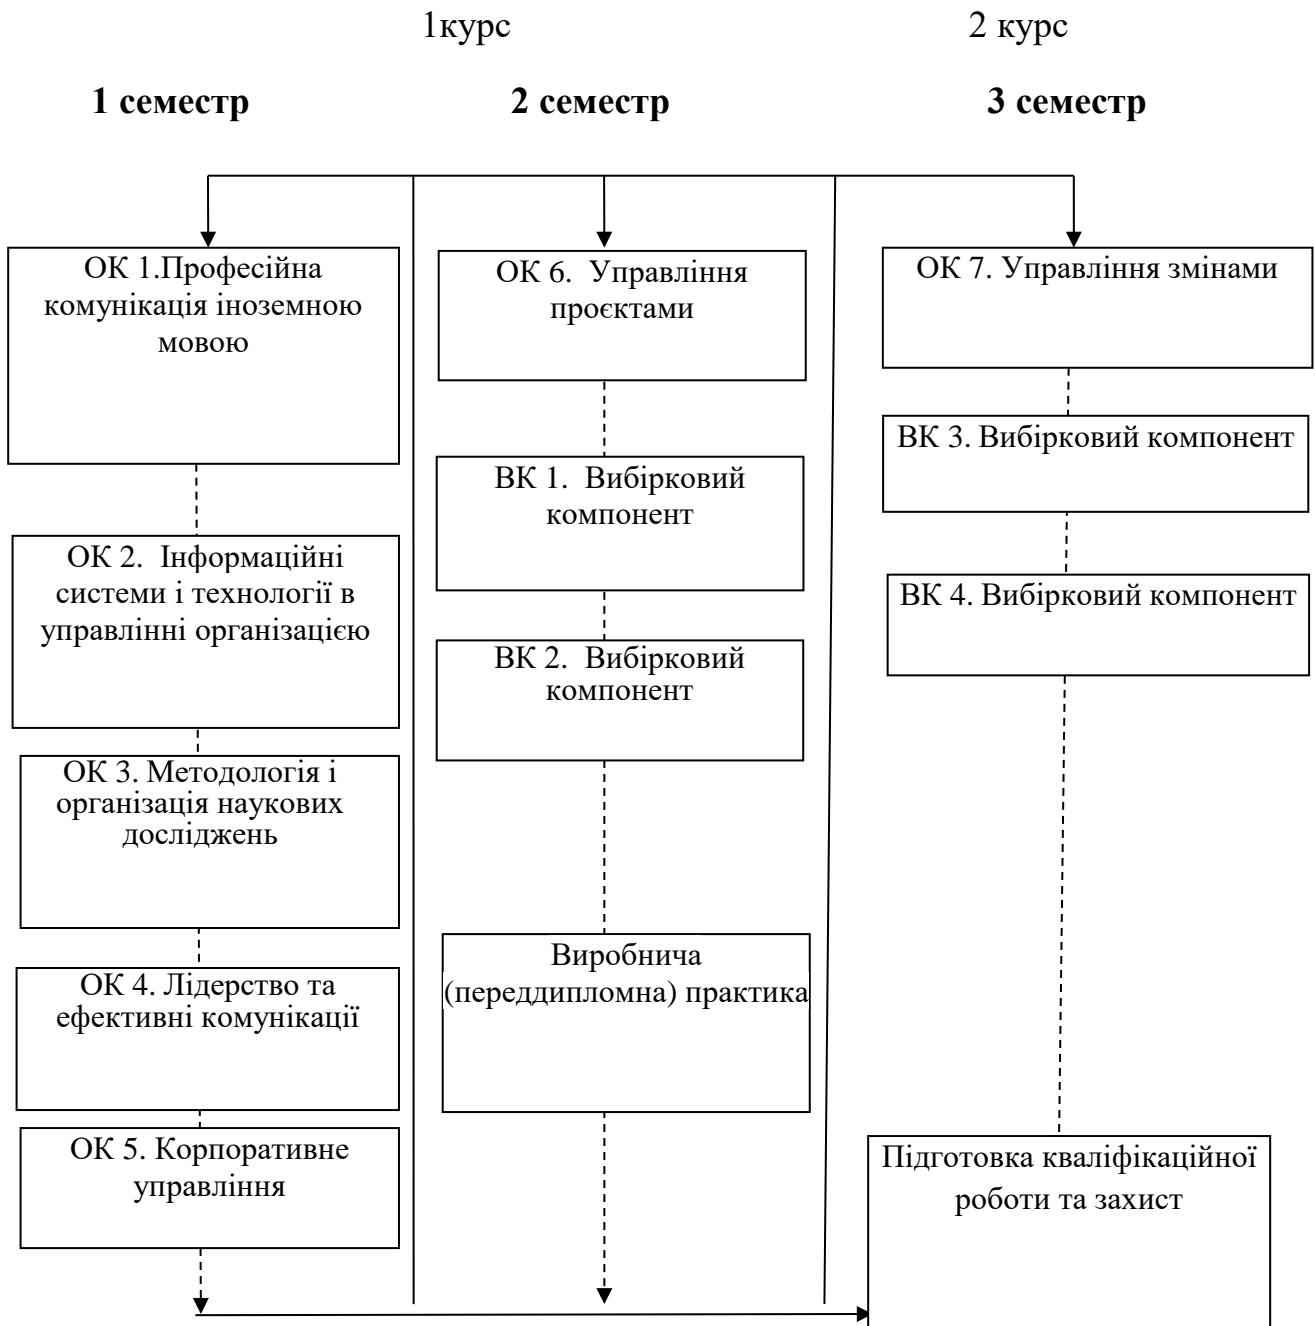 1курс
2 курс
1 семестр
2 семестр
3 семестр
ОК 1.Професійна
комунікація іноземною
мовою
ОК 2. Інформаційні
системи і технології в
управлінні організацією
ОК 3. Методологія і
організація наукових
досліджень
ОК 4. Лідерство та
ефективні комунікації
ОК 5. Корпоративне
управління
ОК 6. Управління
проєктами
ВК 1. Вибірковий
компонент
ВК 2. Вибірковий
компонент
Виробнича
(переддипломна) практика
ОК 7. Управління змінами
ВК 3. Вибірковий компонент
ВК 4. Вибірковий компонент
Підготовка кваліфікаційної
роботи та захист